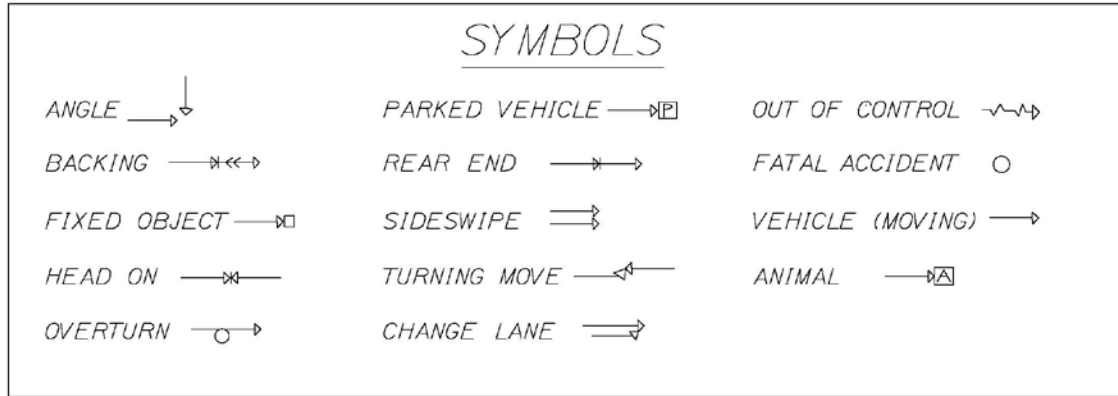 SYMBOLS
ANGLE
PARKED VEHICLE P
OUT OF CONTROL
BACKING
REAR END
FATAL ACCIDENT
FIXED OBJECT
SIDESWIPE
VEHICLE (MOVING)
HEAD ON
TURNING MOVE
ANIMAL A
OVERTURN
CHANGE LANE